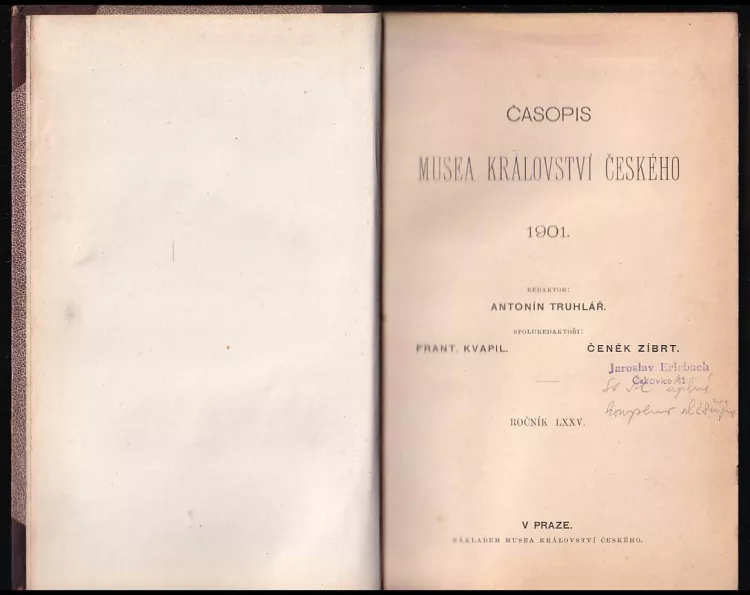 ČASOPIS
MUSEA KRÁLOVSTVÍ ČESKÉHO
1901.
REDAKTOR:
ANTONÍN TRUHLÁŘ.
SPOLUREDAKTOŘI:
FRANT. KVAPIL. ČENĚK ZÍBRT.
Jaroslav Erlebach
Čakovice 41
ROČNÍK LXXV.
V PRAZE.
NÁKLADEM MUSEA KRÁLOVSTVÍ ČESKÉHO.